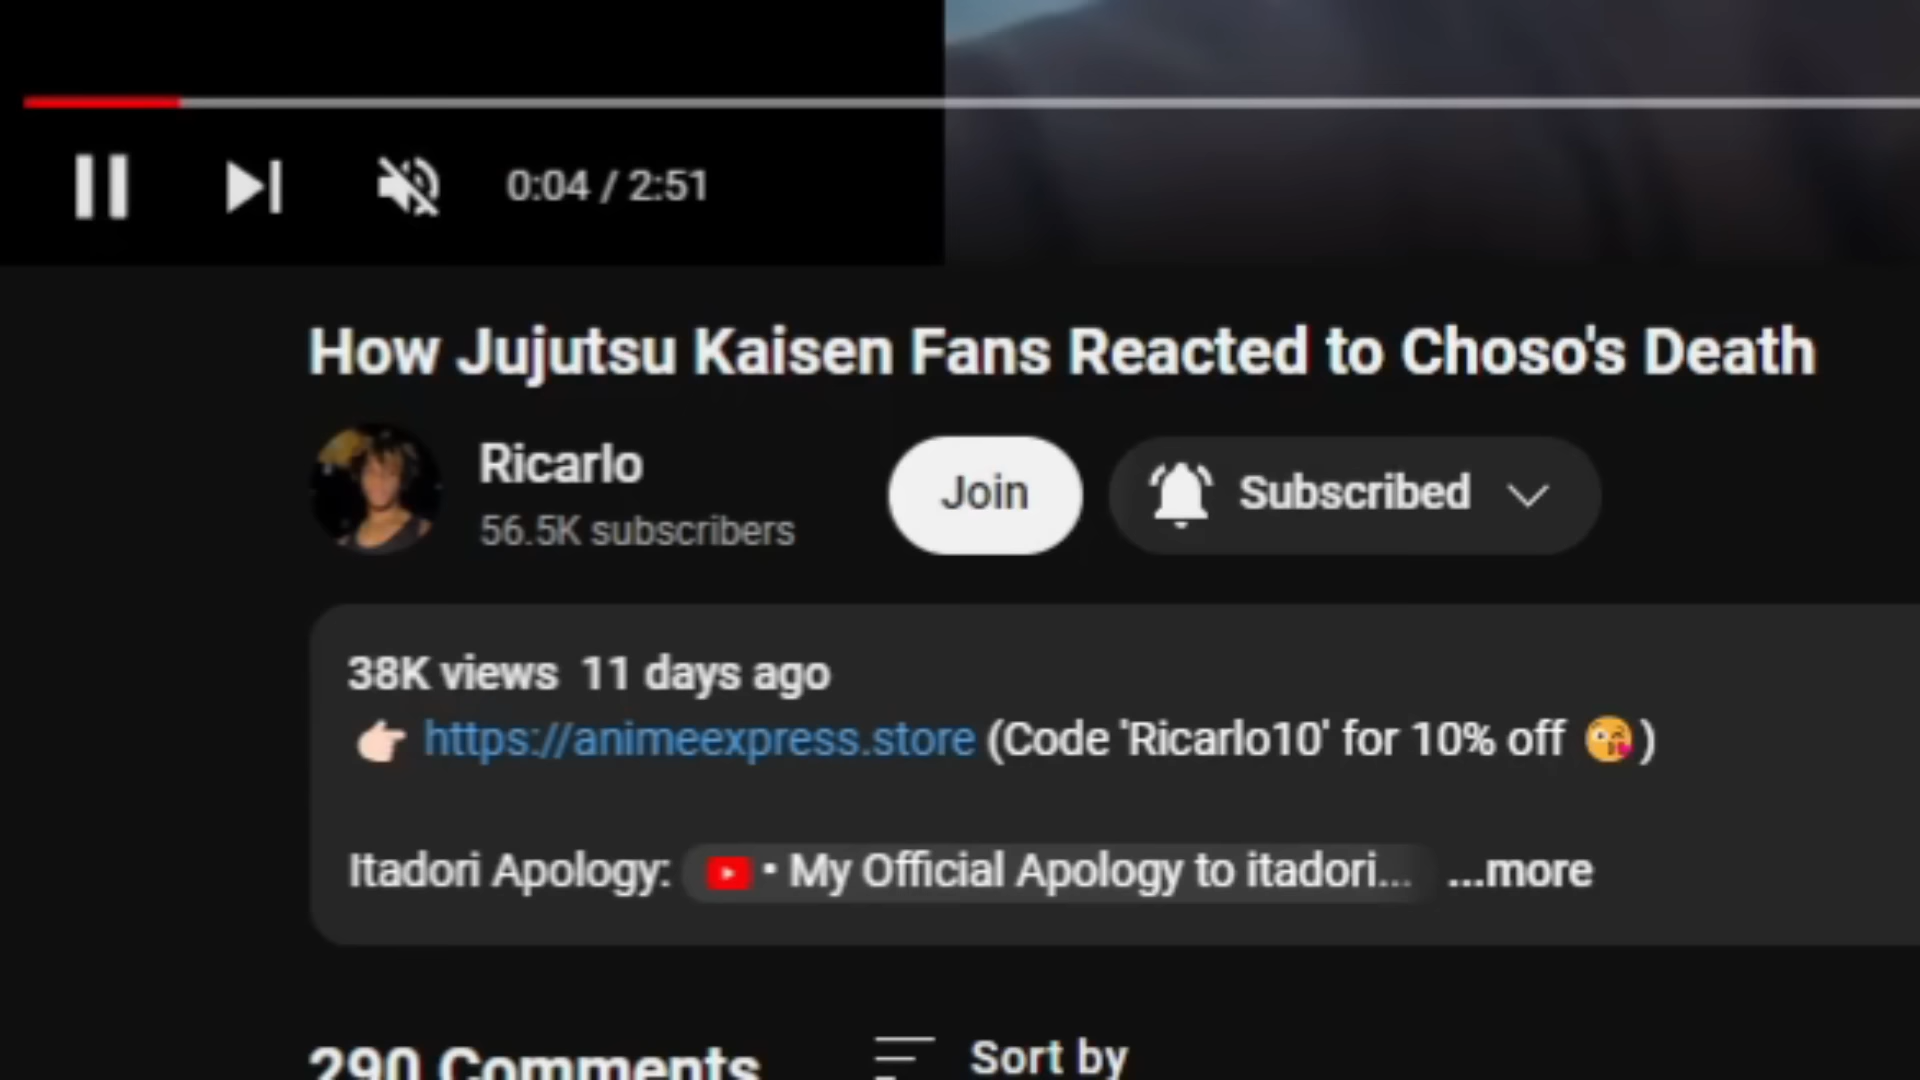 0:04 / 2:51
How Jujutsu Kaisen Fans Reacted to Choso's Death
Ricarlo
56.5K subscribers
Join
Subscribed
38K views 11 days ago
👉🏻 https://animeexpress.store (Code 'Ricarlo10' for 10% off 😘)
Itadori Apology: • My Official Apology to itadori... ...more
290 Comments
Sort by